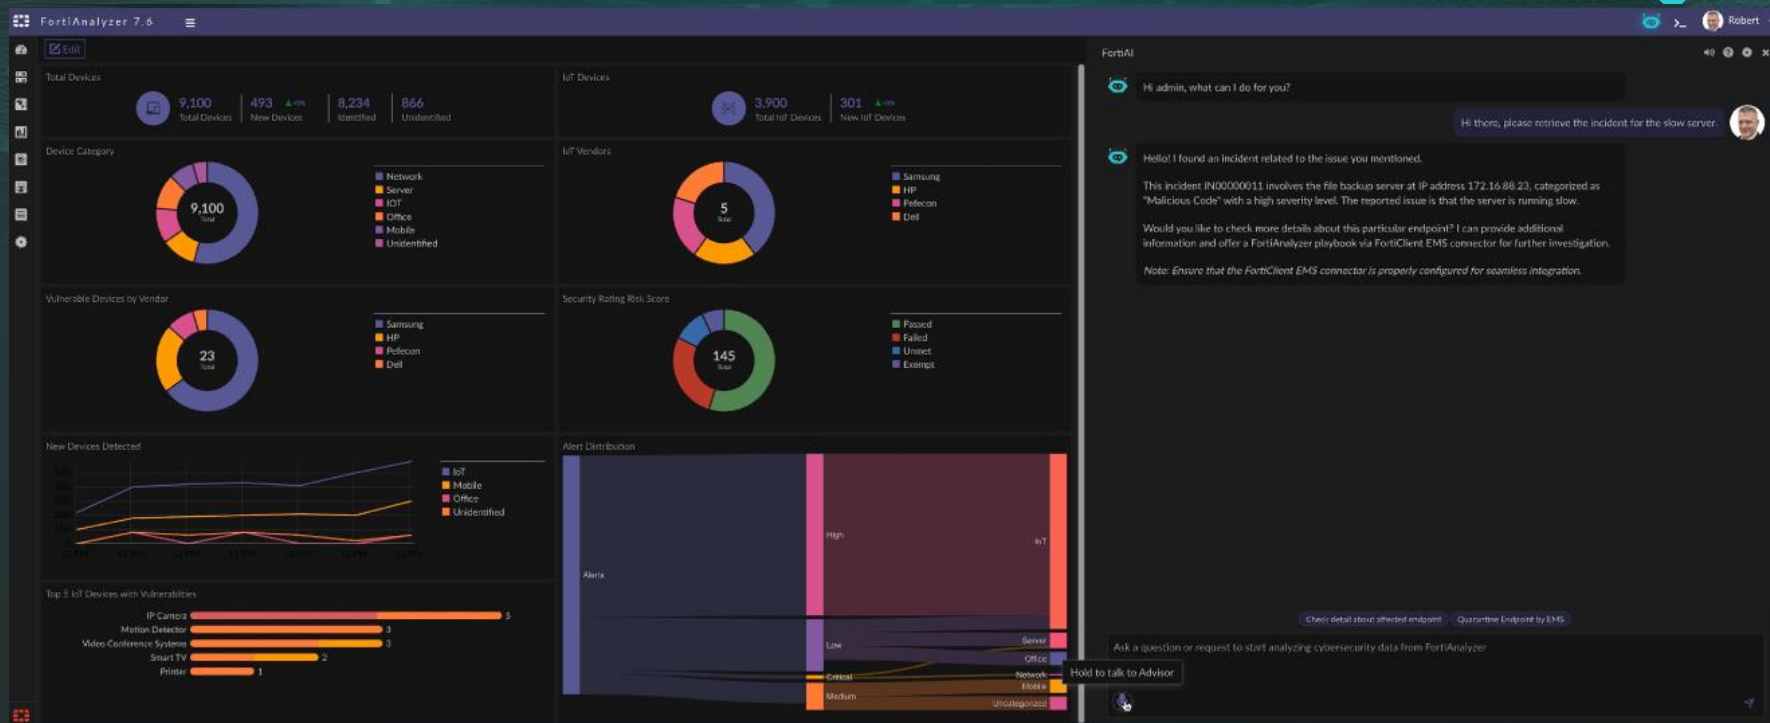 FortiAnalyzer 7.6
Robert
Edit
Total Devices
9,100
Total Devices
493
New Devices
8,234
Identified
866
Unidentified
IoT Devices
3,900
Total IoT Devices
301
New IoT Devices
Device Category
9,100
Total
Network
Server
IOT
Office
Mobile
Unidentified
IoT Vendors
5
Total
Samsung
HP
Pefecon
Dell
Vulnerable Devices by Vendor
23
Total
Samsung
HP
Pefecon
Dell
Security Rating Risk Score
145
Total
Passed
Failed
Unmet
Exempt
New Devices Detected
IoT
Mobile
Office
Unidentified
Alert Distribution
Alerts
High
Low
Critical
Medium
IoT
Server
Office
Network
Mobile
Uncategorized
Top 5 IoT Devices with Vulnerabilities
IP Camera 5
Motion Detector 3
Video Conference Systems 3
Smart TV 2
Printer 1
FortiAI
Hi admin, what can I do for you?
Hi there, please retrieve the incident for the slow server.
Hello! I found an incident related to the issue you mentioned.
This incident IN00000011 involves the file backup server at IP address 172.16.88.23, categorized as
"Malicious Code" with a high severity level. The reported issue is that the server is running slow.
Would you like to check more details about this particular endpoint? I can provide additional
information and offer a FortiAnalyzer playbook via FortiClient EMS connector for further investigation.
Note: Ensure that the FortiClient EMS connector is properly configured for seamless integration.
Check detail about affected endpoint
Quarantine Endpoint by EMS
Ask a question or request to start analyzing cybersecurity data from FortiAnalyzer
Hold to talk to Advisor